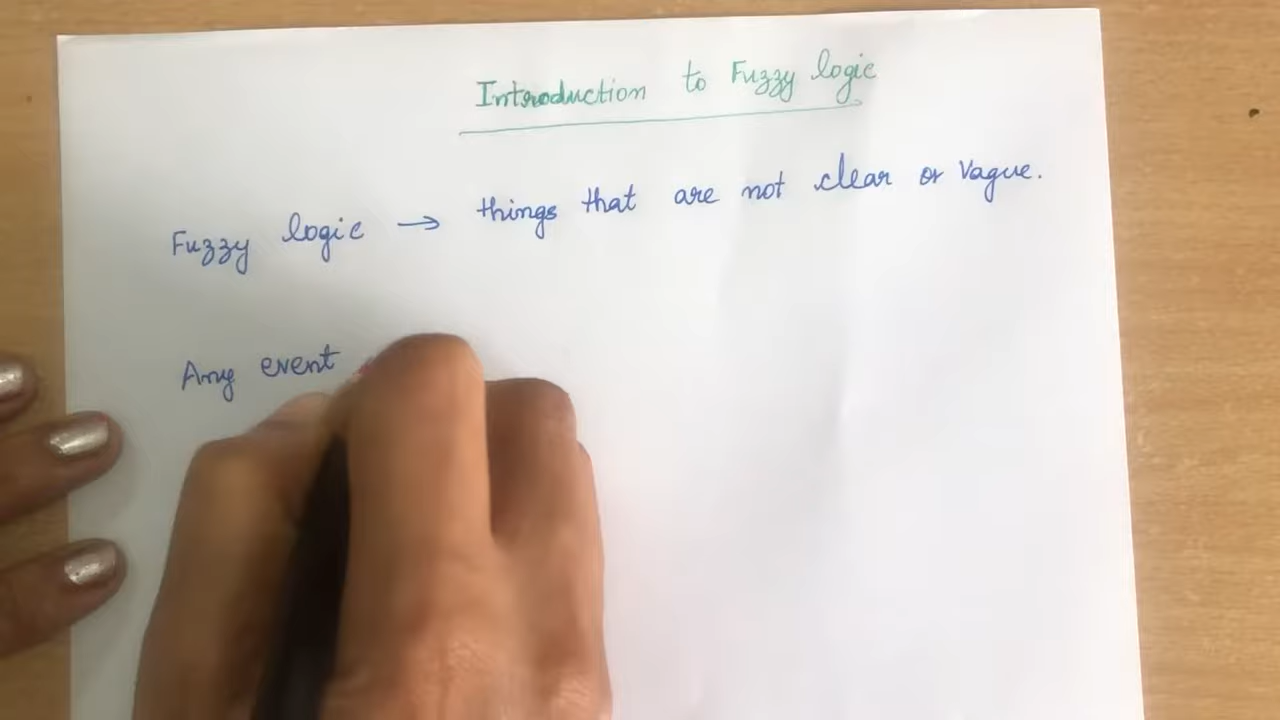 Introduction to Fuzzy logic
Fuzzy logic → things that are not clear or vague.
Any event